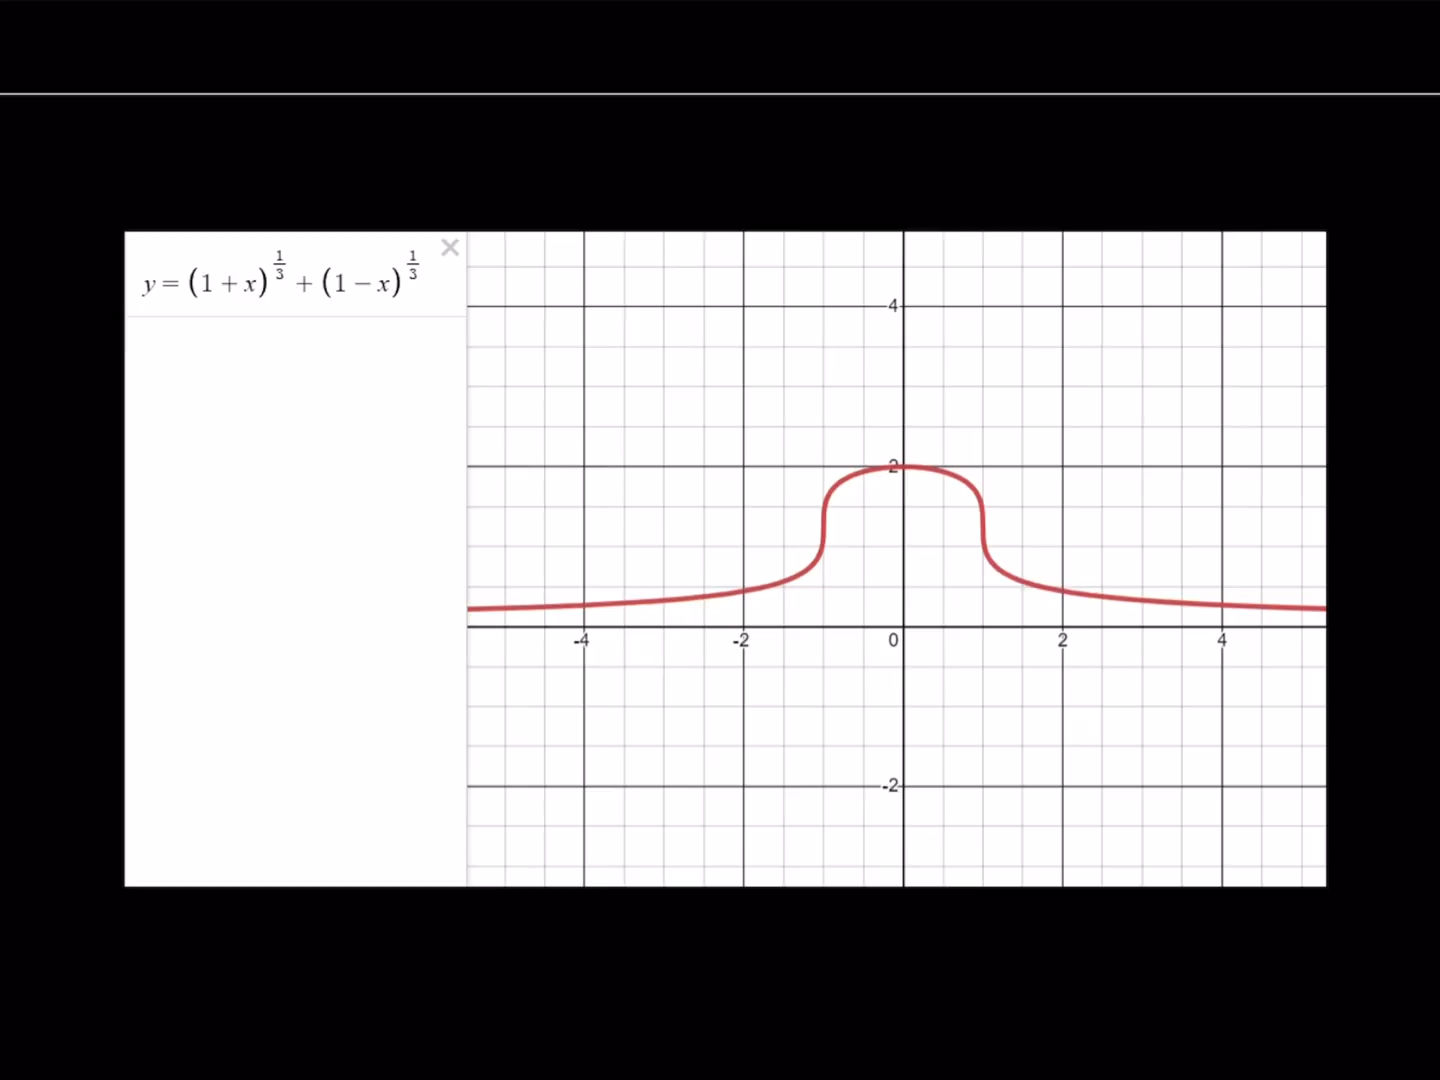 y = (1 + x)^{1/3} + (1 − x)^{1/3} ×
4
2
-4 -2 0 2 4
-2